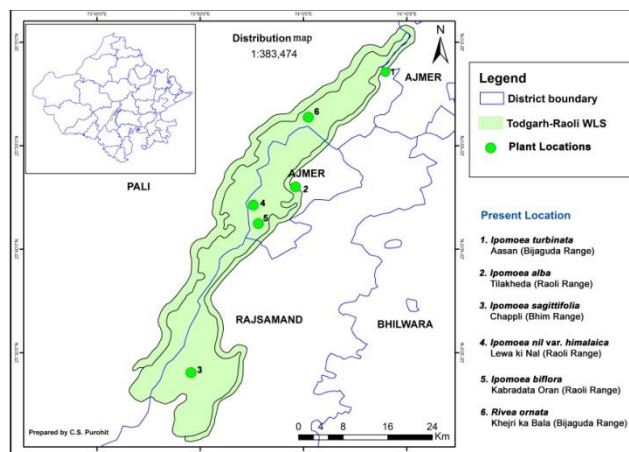 Distribution map
1:383,474
N
1
AJMER
6
PALI
AJMER
2
4
5
RAJSAMAND
BHILWARA
3
Prepared by C.S. Purohit
0 4 8 16 24
Km
Legend
District boundary
Todgarh-Raoli WLS
Plant Locations
Present Location
1. Ipomoea turbinata
Aasan (Bijaguda Range)
2. Ipomoea alba
Tilakheda (Raoli Range)
3. Ipomoea sagittifolia
Chappli (Bhim Range)
4. Ipomoea nil var. himalaica
Lewa ki Nal (Raoli Range)
5. Ipomoea biflora
Kabradata Oran (Raoli Range)
6. Rivea ornata
Khejri ka Bala (Bijaguda Range)